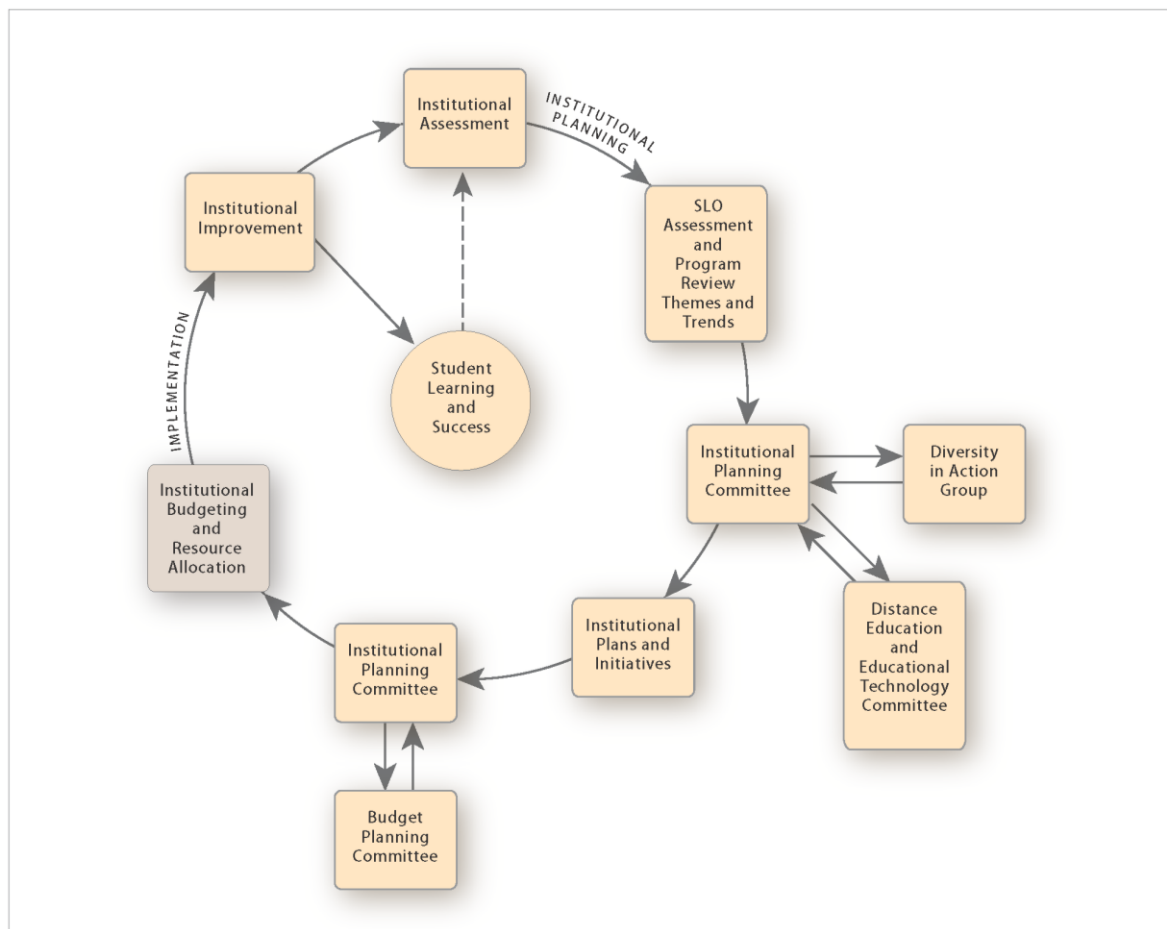 Institutional
Assessment
INSTITUTIONAL
PLANNING
SLO
Assessment
and
Program
Review
Themes and
Trends
Institutional
Improvement
Student
Learning
and
Success
IMPLEMENTATION
Institutional
Planning
Committee
Diversity
in Action
Group
Institutional
Budgeting
and
Resource
Allocation
Distance
Education
and
Educational
Technology
Committee
Institutional
Plans and
Initiatives
Institutional
Planning
Committee
Budget
Planning
Committee